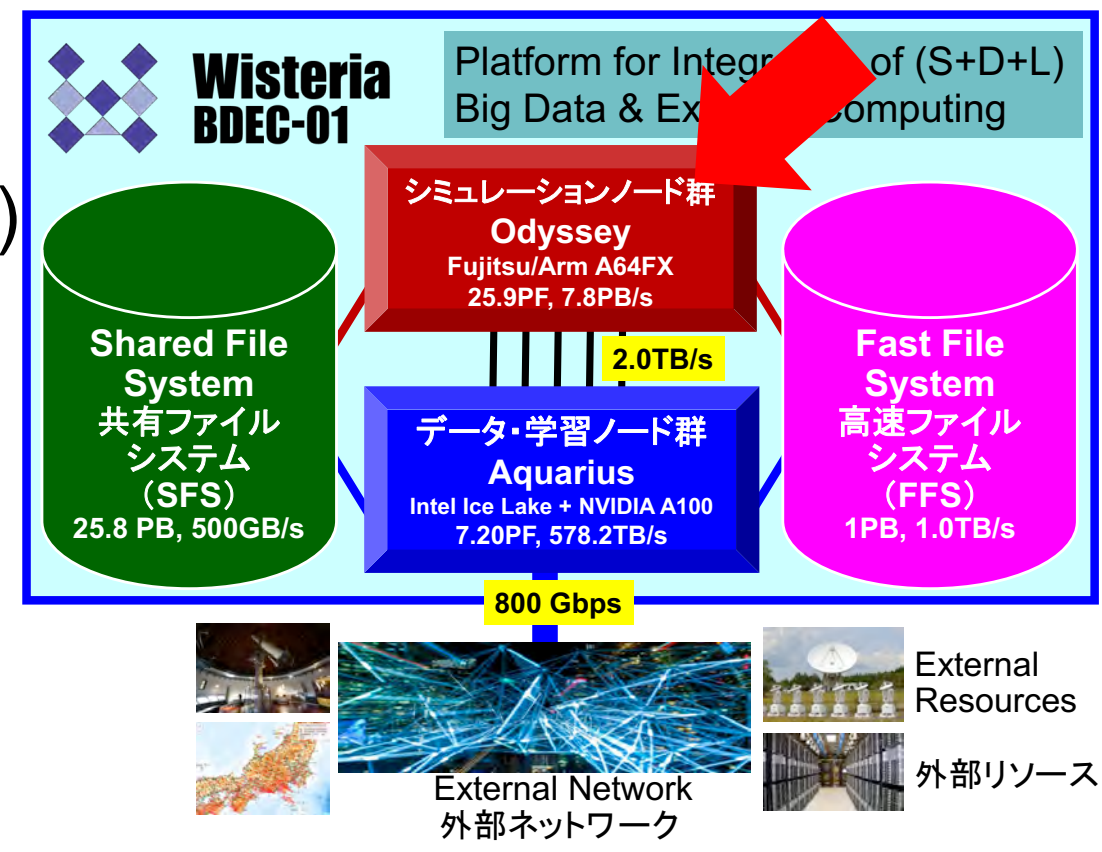 Wisteria
BDEC-01
Platform for Integr of (S+D+L)
Big Data & Ex omputing
)
シミュレーションノード群
Odyssey
Fujitsu/Arm A64FX
25.9PF, 7.8PB/s
2.0TB/s
Shared File
System
共有ファイル
システム
（SFS）
25.8 PB, 500GB/s
データ・学習ノード群
Aquarius
Intel Ice Lake + NVIDIA A100
7.20PF, 578.2TB/s
Fast File
System
高速ファイル
システム
（FFS）
1PB, 1.0TB/s
800 Gbps
External
Resources
外部リソース
External Network
外部ネットワーク